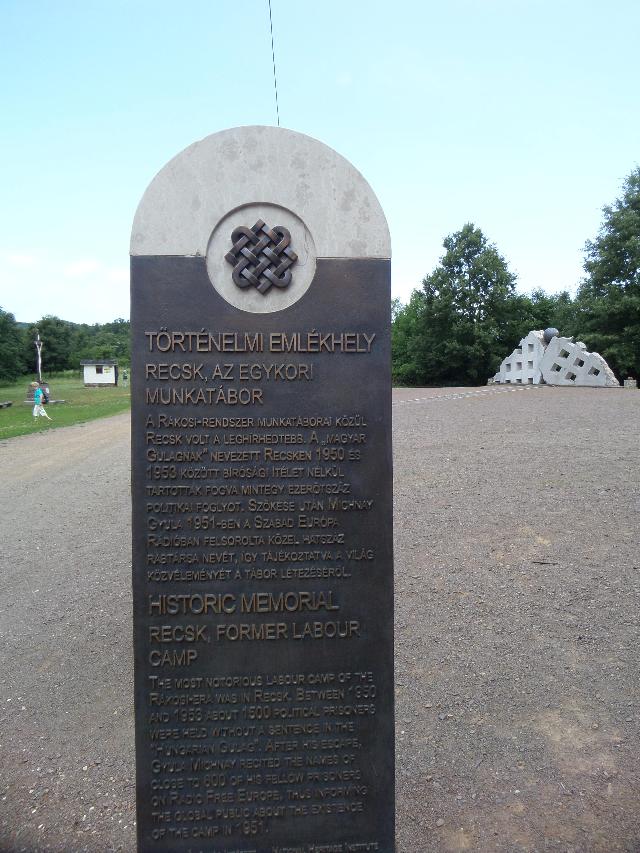 TÖRTÉNELMI EMLÉKHELY
RECSK, AZ EGYKORI
MUNKATÁBOR
A RÁKOSI-RENDSZER MUNKATÁBORAI KÖZÜL
RECSK VOLT A LEGHÍRHEDTEBB. A „MAGYAR
GULAGNAK” NEVEZETT RECSKEN 1950 ÉS
1953 KÖZÖTT BÍRÓSÁGI ÍTÉLET NÉLKÜL
TARTOTTÁK FOGVA MINTEGY EZERÖTSZÁZ
POLITIKAI FOGLYOT. SZÖKÉSE UTÁN MICHNAY
GYULA 1951-BEN A SZABAD EURÓPA
RÁDIÓBAN FELSOROLTA KÖZEL HATSZÁZ
RABTÁRSA NEVÉT, ÍGY TÁJÉKOZTATVA A VILÁG
KÖZVÉLEMÉNYÉT A TÁBOR LÉTEZÉSÉRŐL.
HISTORIC MEMORIAL
RECSK, FORMER LABOUR
CAMP
THE MOST NOTORIOUS LABOUR CAMP OF THE
RÁKOSI-ERA WAS IN RECSK. BETWEEN 1950
AND 1953 ABOUT 1500 POLITICAL PRISONERS
WERE HELD WITHOUT A SENTENCE IN THE
"HUNGARIAN GULAG". AFTER HIS ESCAPE,
GYULA MICHNAY RECITED THE NAMES OF
CLOSE TO 600 OF HIS FELLOW PRISONERS
ON RADIO FREE EUROPE, THUS INFORMING
THE GLOBAL PUBLIC ABOUT THE EXISTENCE
OF THE CAMP IN 1951.
NATIONAL HERITAGE INSTITUTE